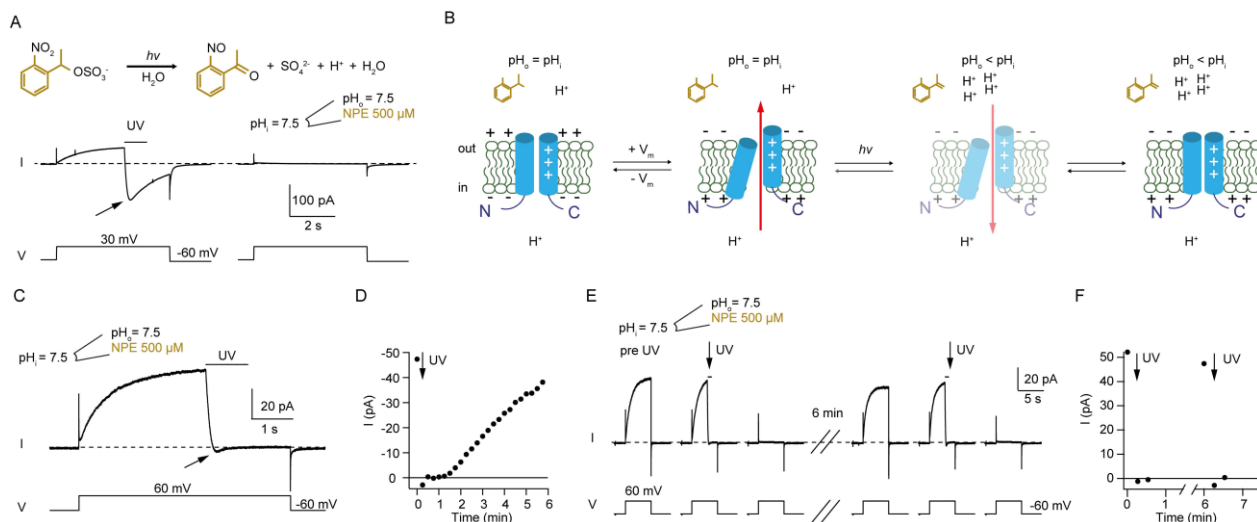 A
NO2
OSO3-
hv
H2O
NO
O
+ SO4 2- + H+ + H2O
pHo = 7.5
pHi = 7.5
NPE 500 µM
UV
I
100 pA
2 s
30 mV
-60 mV
V
B
pHo = pHi
pHo = pHi
pHo < pHi
pHo < pHi
H+
H+
H+ H+
H+ H+
H+ H+
H+ H+
+ + + +
- - - -
- - - -
- - - -
out
in
+ + +
+ + +
+ + +
+ + +
+ Vm
- Vm
hv
- - - -
+ + + +
+ + + +
+ + + +
N C
N C
N C
N C
H+
H+
H+
H+
C
pHo = 7.5
pHi = 7.5
NPE 500 µM
UV
I
20 pA
1 s
60 mV
-60 mV
V
D
UV
I (pA)
-50
-40
-30
-20
-10
0
0 1 2 3 4 5 6
Time (min)
E
pHo = 7.5
pHi = 7.5
NPE 500 µM
pre UV
UV
UV
20 pA
5 s
6 min
I
60 mV
-60 mV
V
F
UV
UV
I (pA)
50
40
30
20
10
0
0 1 6 7
Time (min)